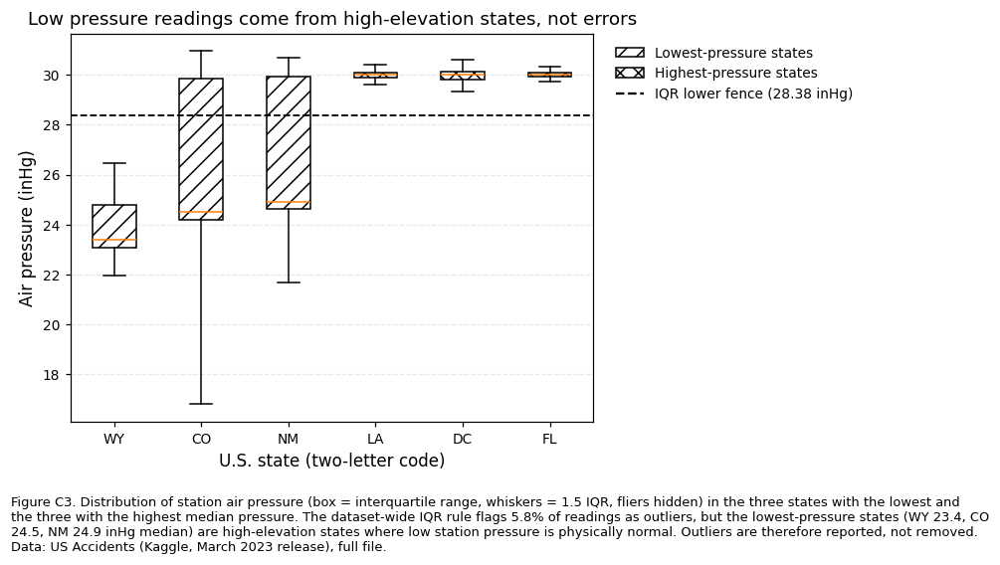 Low pressure readings come from high-elevation states, not errors
Lowest-pressure states
Highest-pressure states
IQR lower fence (28.38 inHg)
Air pressure (inHg)
30
28
26
24
22
20
18
WY CO NM LA DC FL
U.S. state (two-letter code)
Figure C3. Distribution of station air pressure (box = interquartile range, whiskers = 1.5 IQR, fliers hidden) in the three states with the lowest and
the three with the highest median pressure. The dataset-wide IQR rule flags 5.8% of readings as outliers, but the lowest-pressure states (WY 23.4, CO
24.5, NM 24.9 inHg median) are high-elevation states where low station pressure is physically normal. Outliers are therefore reported, not removed.
Data: US Accidents (Kaggle, March 2023 release), full file.